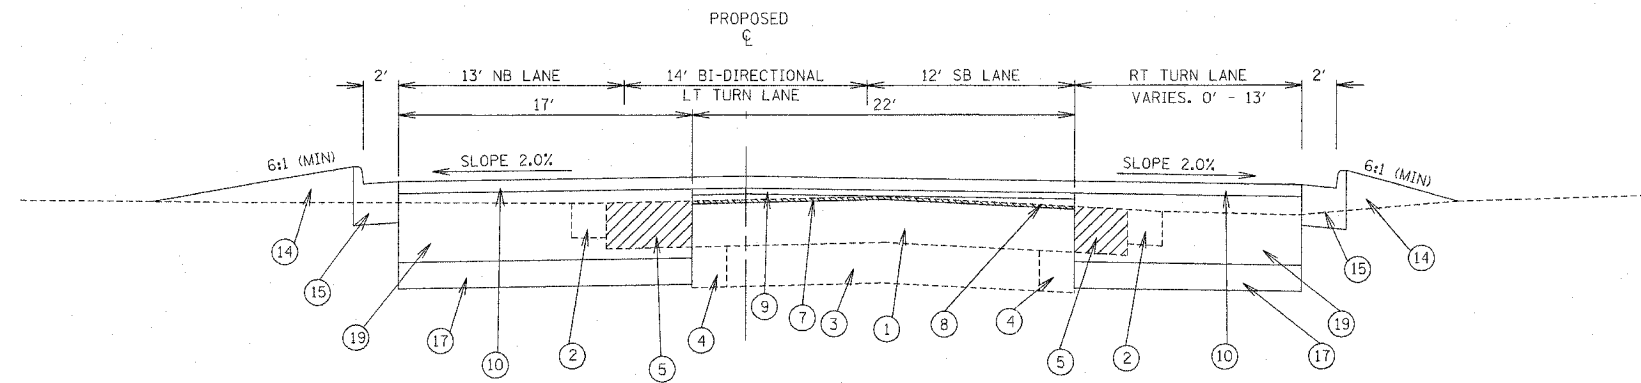 PROPOSED
℄
2' 13' NB LANE 14' BI-DIRECTIONAL 12' SB LANE RT TURN LANE 2'
LT TURN LANE VARIES. 0' - 13'
17' 22'
6:1 (MIN) SLOPE 2.0% SLOPE 2.0% 6:1 (MIN)
14 15 19 17 10 2 5 4 9 7 3 1 8 4 5 2 10 17 19 15 14